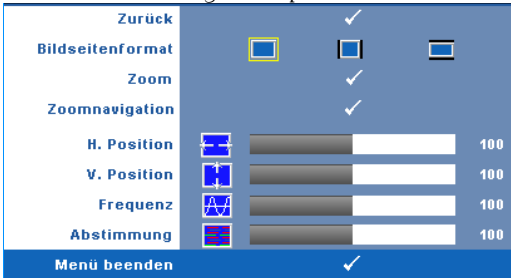 Zurück
Bildseitenformat
Zoom
Zoomnavigation
H. Position 100
V. Position 100
Frequenz 100
Abstimmung 100
Menü beenden